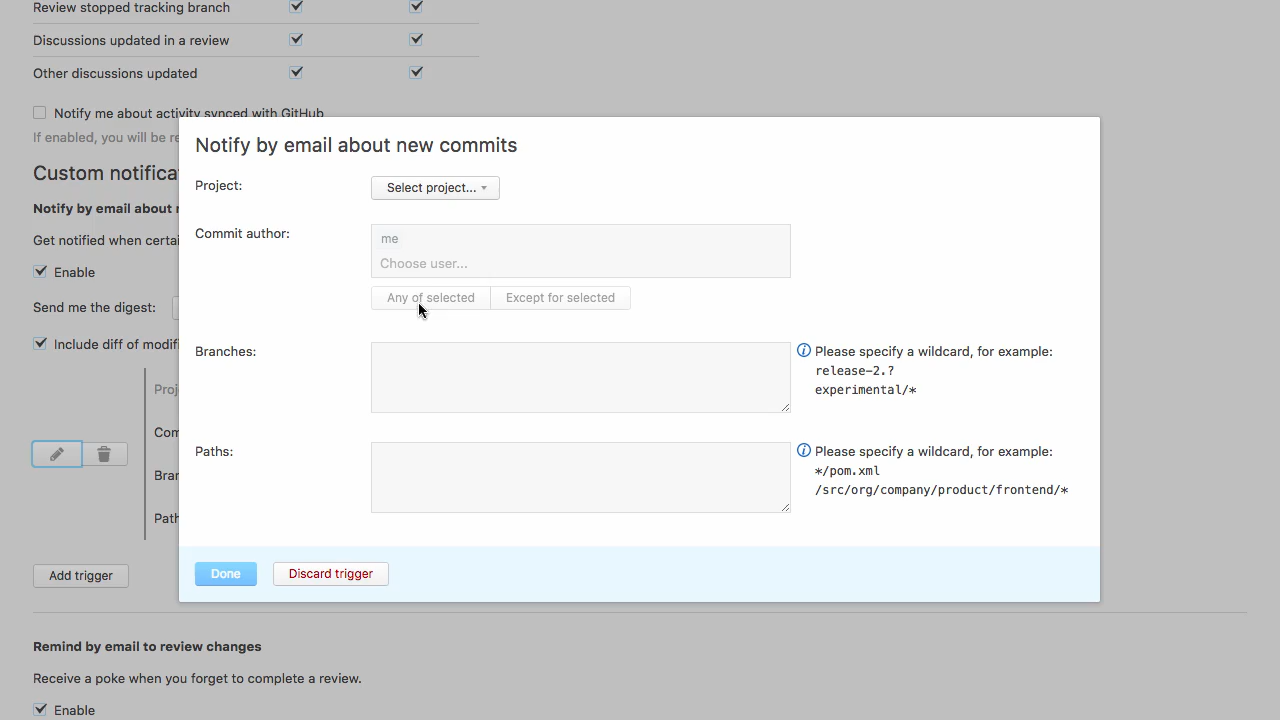 Review stopped tracking branch
Discussions updated in a review
Other discussions updated
Notify me about activity synced with GitHub
If enabled, you will be re
Custom notifica
Notify by email about n
Get notified when certai
Enable
Send me the digest:
Include diff of modifi
Proj
Com
Bran
Path
Add trigger
Notify by email about new commits
Project:
Select project...
Commit author:
me
Choose user...
Any of selected
Except for selected
Branches:
Please specify a wildcard, for example:
release-2.?
experimental/*
Paths:
Please specify a wildcard, for example:
*/pom.xml
/src/org/company/product/frontend/*
Done
Discard trigger
Remind by email to review changes
Receive a poke when you forget to complete a review.
Enable